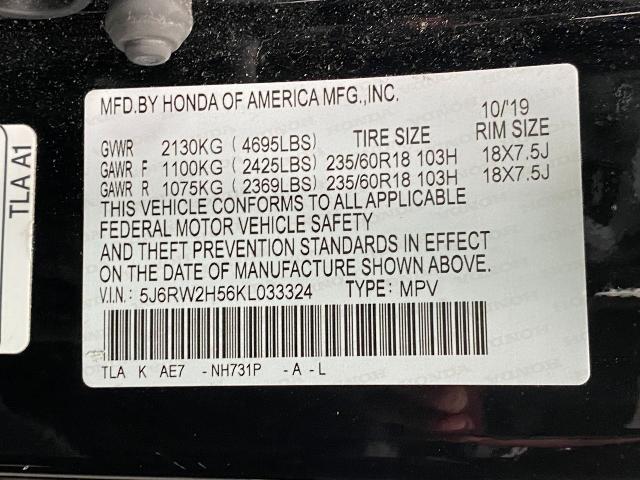 MFD. BY HONDA OF AMERICA MFG., INC. 10/'19
GVWR 2130KG ( 4695LBS) TIRE SIZE RIM SIZE
GAWR F 1100KG ( 2425LBS) 235/60R18 103H 18X7.5J
GAWR R 1075KG ( 2369LBS) 235/60R18 103H 18X7.5J
THIS VEHICLE CONFORMS TO ALL APPLICABLE
FEDERAL MOTOR VEHICLE SAFETY
AND THEFT PREVENTION STANDARDS IN EFFECT
ON THE DATE OF MANUFACTURE SHOWN ABOVE.
V.I.N.: 5J6RW2H56KL033324 TYPE: MPV
TLA K AE7 -NH731P -A -L
TLA A1